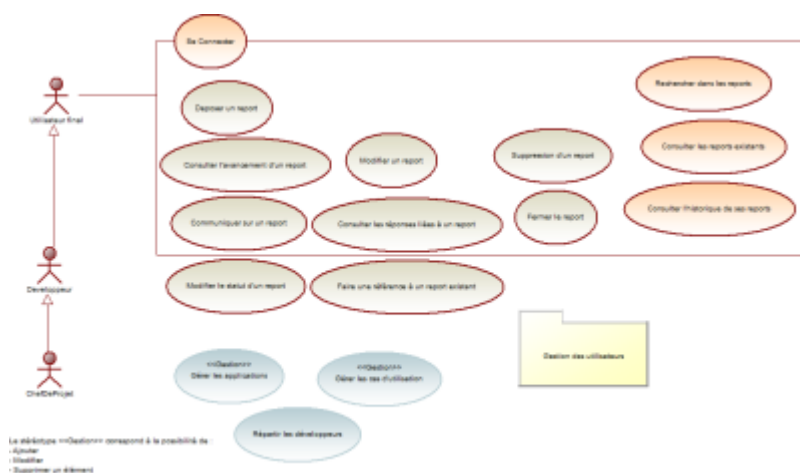 Se Connecter
Rechercher dans les reports
Utilisateur final
Deposer un report
Consulter l'avancement d'un report
Modifier un report
Suppression d'un report
Consulter les reports existants
Communiquer sur un report
Consulter les réponses liées à un report
Fermer le report
Consulter l'historique de ses reports
Developpeur
Modifier le statut d'un report
Faire une référence à un report existant
<<Gestion>>
Gérer les applications
<<Gestion>>
Gérer les cas d'utilisation
Gestion des utilisateurs
ChefDeProjet
Répartir les développeurs
Le stéréotype <<Gestion>> correspond à la possibilité de :
- Ajouter
- Modifier
- Supprimer un élément